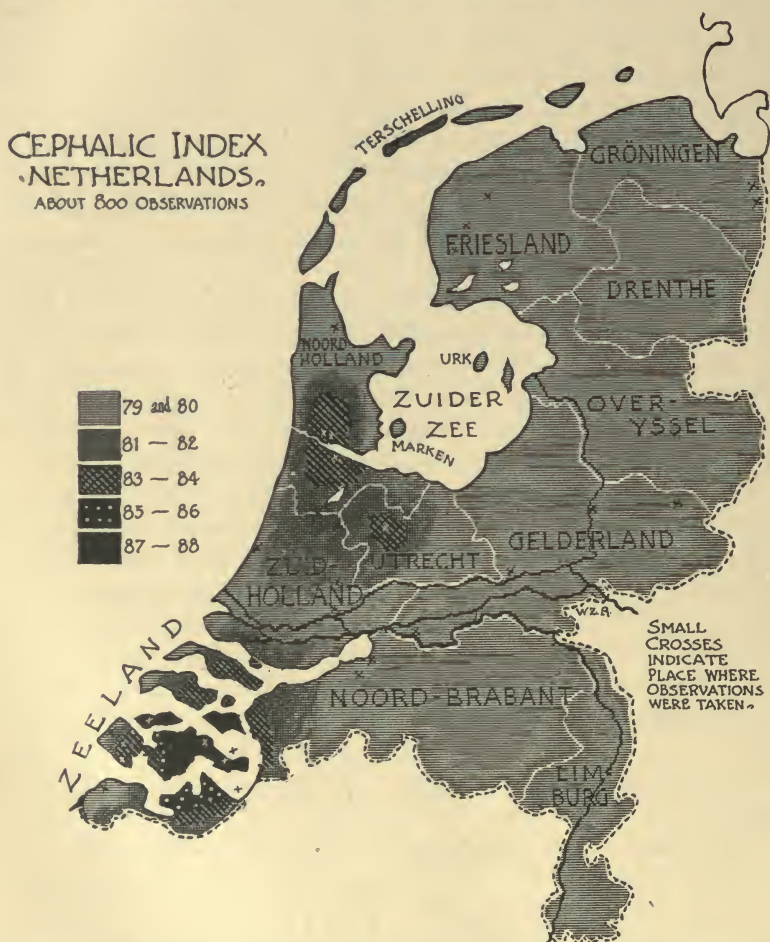 CEPHALIC INDEX
·NETHERLANDS.
ABOUT 800 OBSERVATIONS
79 and 80
81 — 82
83 — 84
85 — 86
87 — 88
TERSCHELLING
GRÖNINGEN
FRIESLAND
DRENTHE
NOORD
HOLLAND
URK
ZUIDER
ZEE
MARKEN
OVER-
YSSEL
GELDERLAND
UTRECHT
ZUID-
HOLLAND
W.Z.R.
SMALL
CROSSES
INDICATE
PLACE WHERE
OBSERVATIONS
WERE TAKEN.
ZEELAND
NOORD-BRABANT
LIM-
BURG